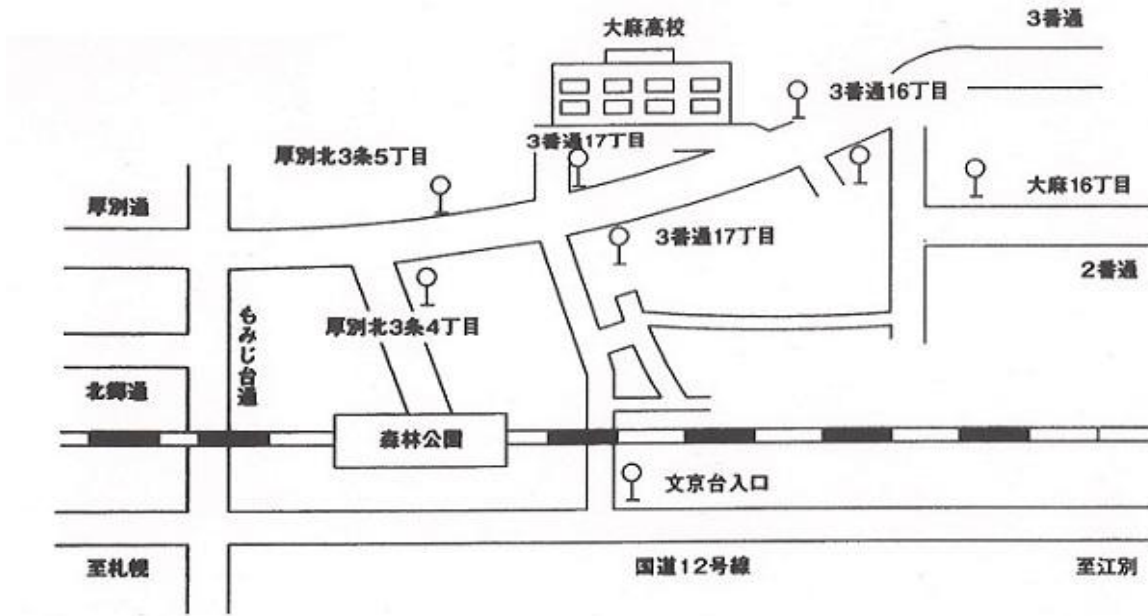 3番通
大麻高校
3番通16丁目
3番通17丁目
厚別北3条5丁目
大麻16丁目
厚別通
3番通17丁目
2番通
もみじ台通
厚別北3条4丁目
北郷通
森林公園
文京台入口
至札幌
国道12号線
至江別